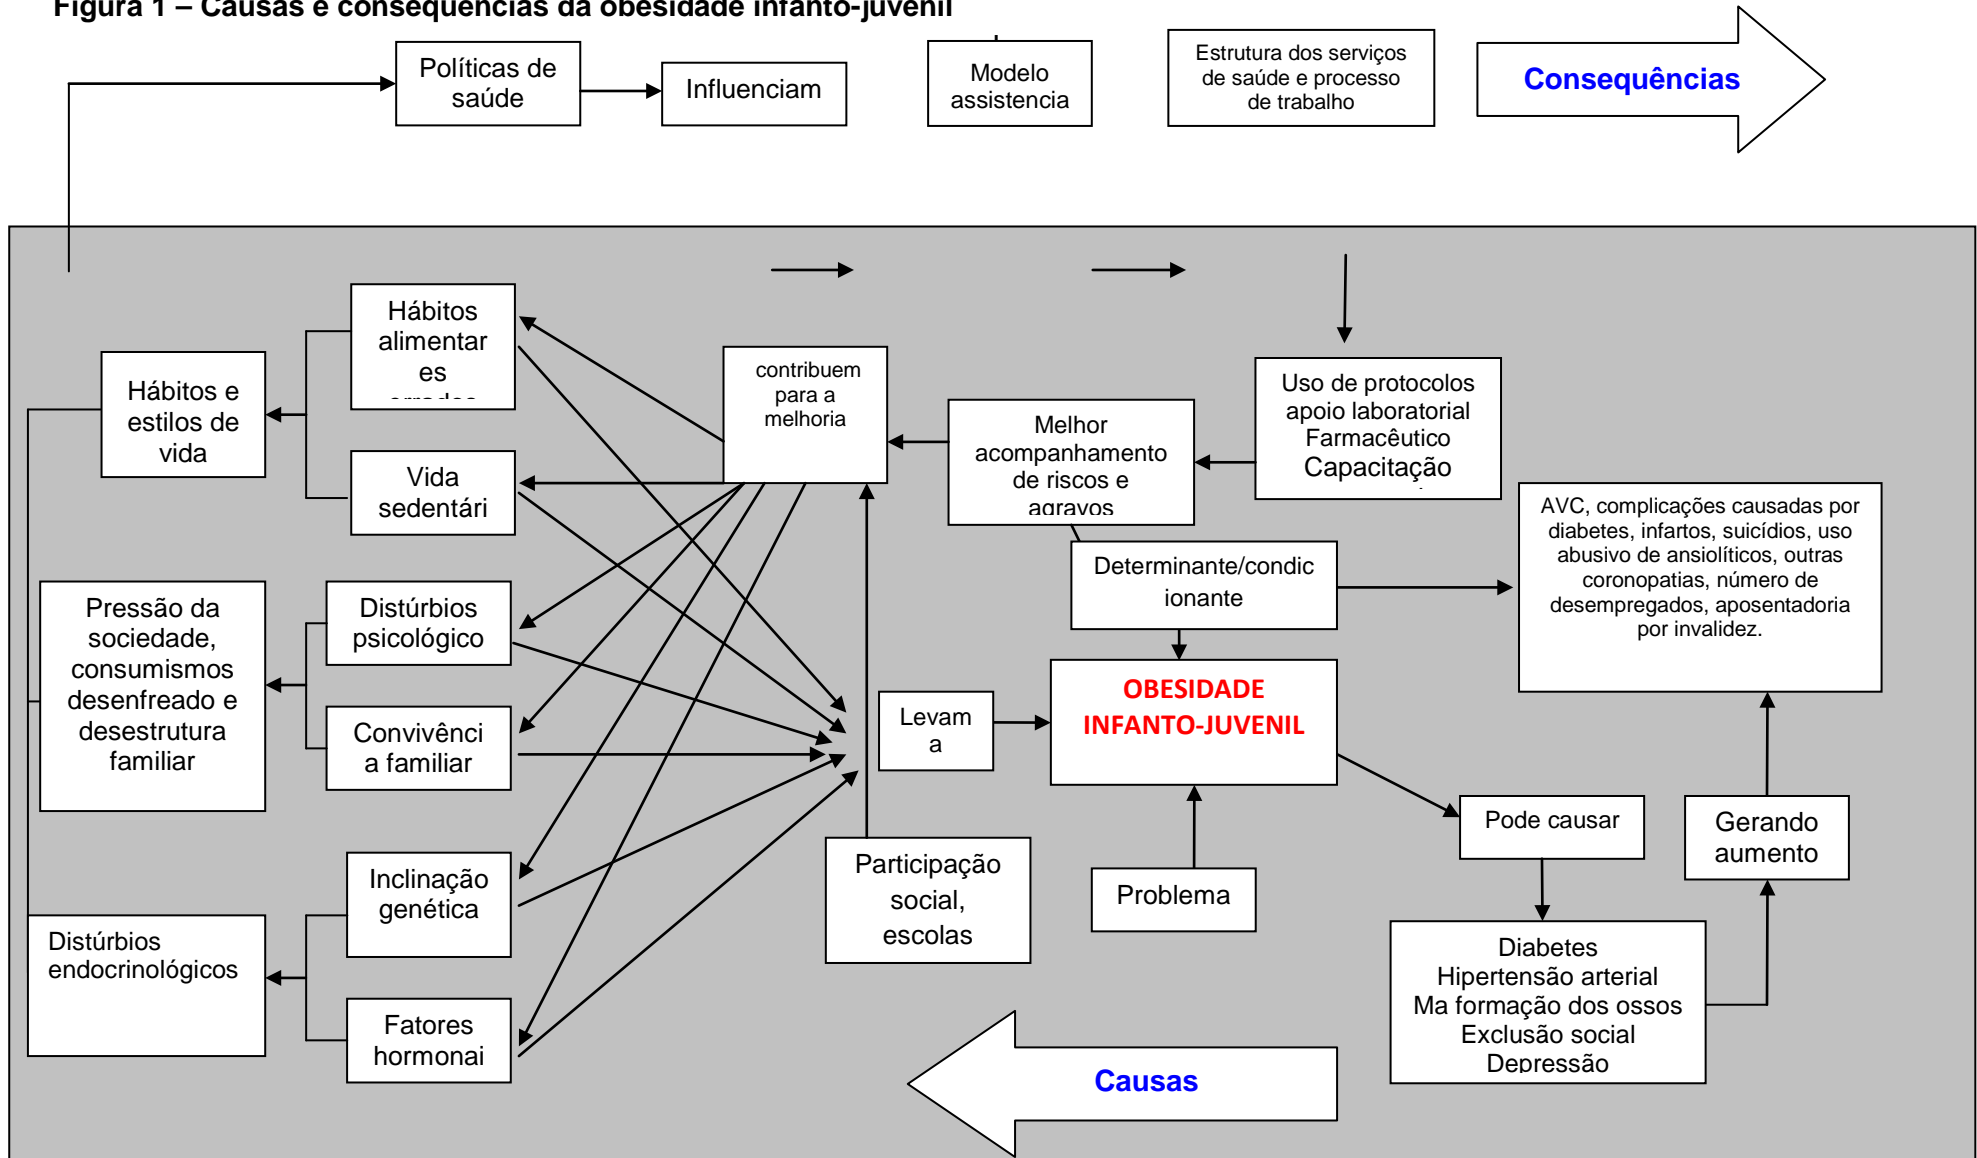 Figura 1 – Causas e consequências da obesidade infanto-juvenil
Políticas de
saúde
Influenciam
Modelo
assistencia
Estrutura dos serviços
de saúde e processo
de trabalho
Consequências
Hábitos
alimentar
es
errados
Hábitos e
estilos de
vida
Vida
sedentári
contribuem
para a
melhoria
Melhor
acompanhamento
de riscos e
agravos
Uso de protocolos
apoio laboratorial
Farmacêutico
Capacitação
AVC, complicações causadas por
diabetes, infartos, suicídios, uso
abusivo de ansiolíticos, outras
coronopatias, número de
desempregados, aposentadoria
por invalidez.
Determinante/condic
ionante
Pressão da
sociedade,
consumismos
desenfreado e
desestrutura
familiar
Distúrbios
psicológico
Convivênci
a familiar
Levam
a
OBESIDADE
INFANTO-JUVENIL
Pode causar
Gerando
aumento
Participação
social,
escolas
Problema
Inclinação
genética
Distúrbios
endocrinológicos
Fatores
hormonai
Diabetes
Hipertensão arterial
Ma formação dos ossos
Exclusão social
Depressão
Causas